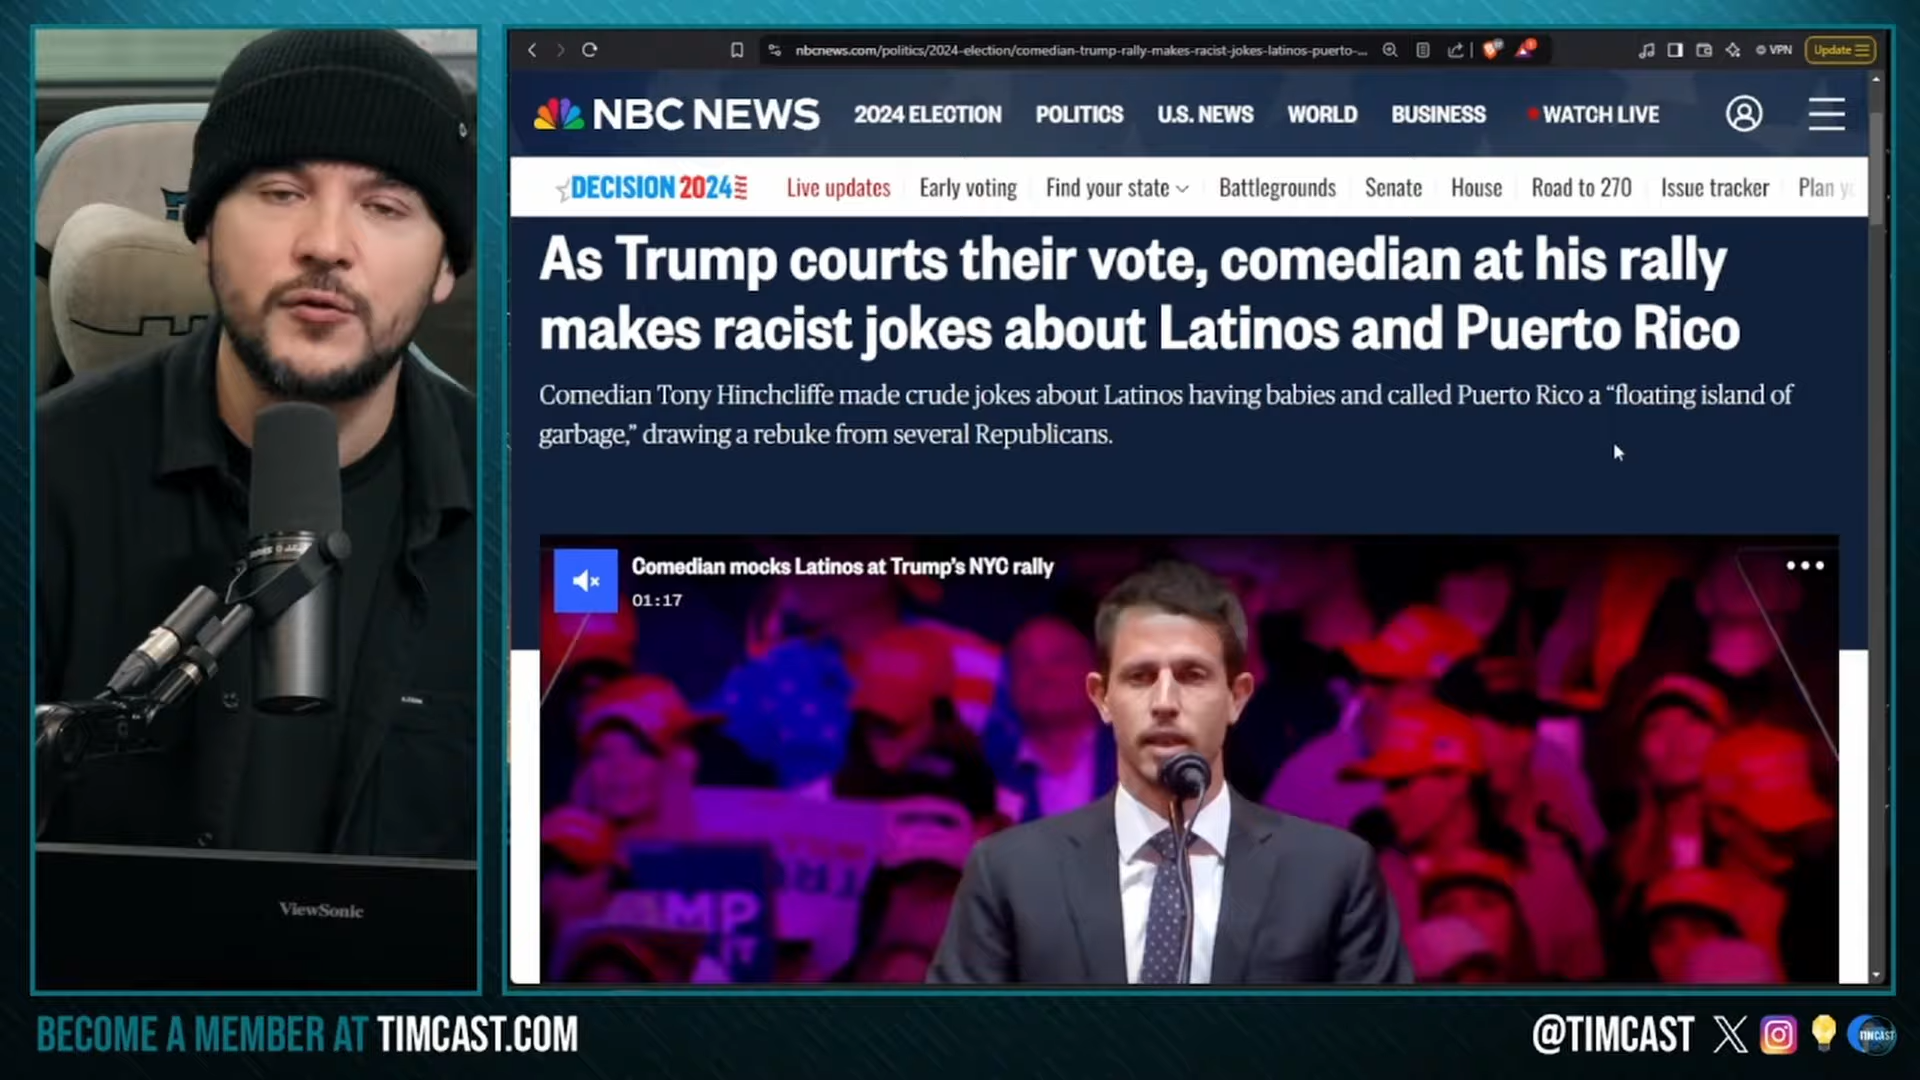 nbcnews.com/politics/2024-election/comedian-trump-rally-makes-racist-jokes-latinos-puerto-...
VPN
Update
NBC NEWS
2024 ELECTION
POLITICS
U.S. NEWS
WORLD
BUSINESS
WATCH LIVE
DECISION 2024
Live updates
Early voting
Find your state
Battlegrounds
Senate
House
Road to 270
Issue tracker
Plan
As Trump courts their vote, comedian at his rally
makes racist jokes about Latinos and Puerto Rico
Comedian Tony Hinchcliffe made crude jokes about Latinos having babies and called Puerto Rico a “floating island of
garbage,” drawing a rebuke from several Republicans.
Comedian mocks Latinos at Trump's NYC rally
01:17
ViewSonic
BECOME A MEMBER AT TIMCAST.COM
@TIMCAST
TIMCAST